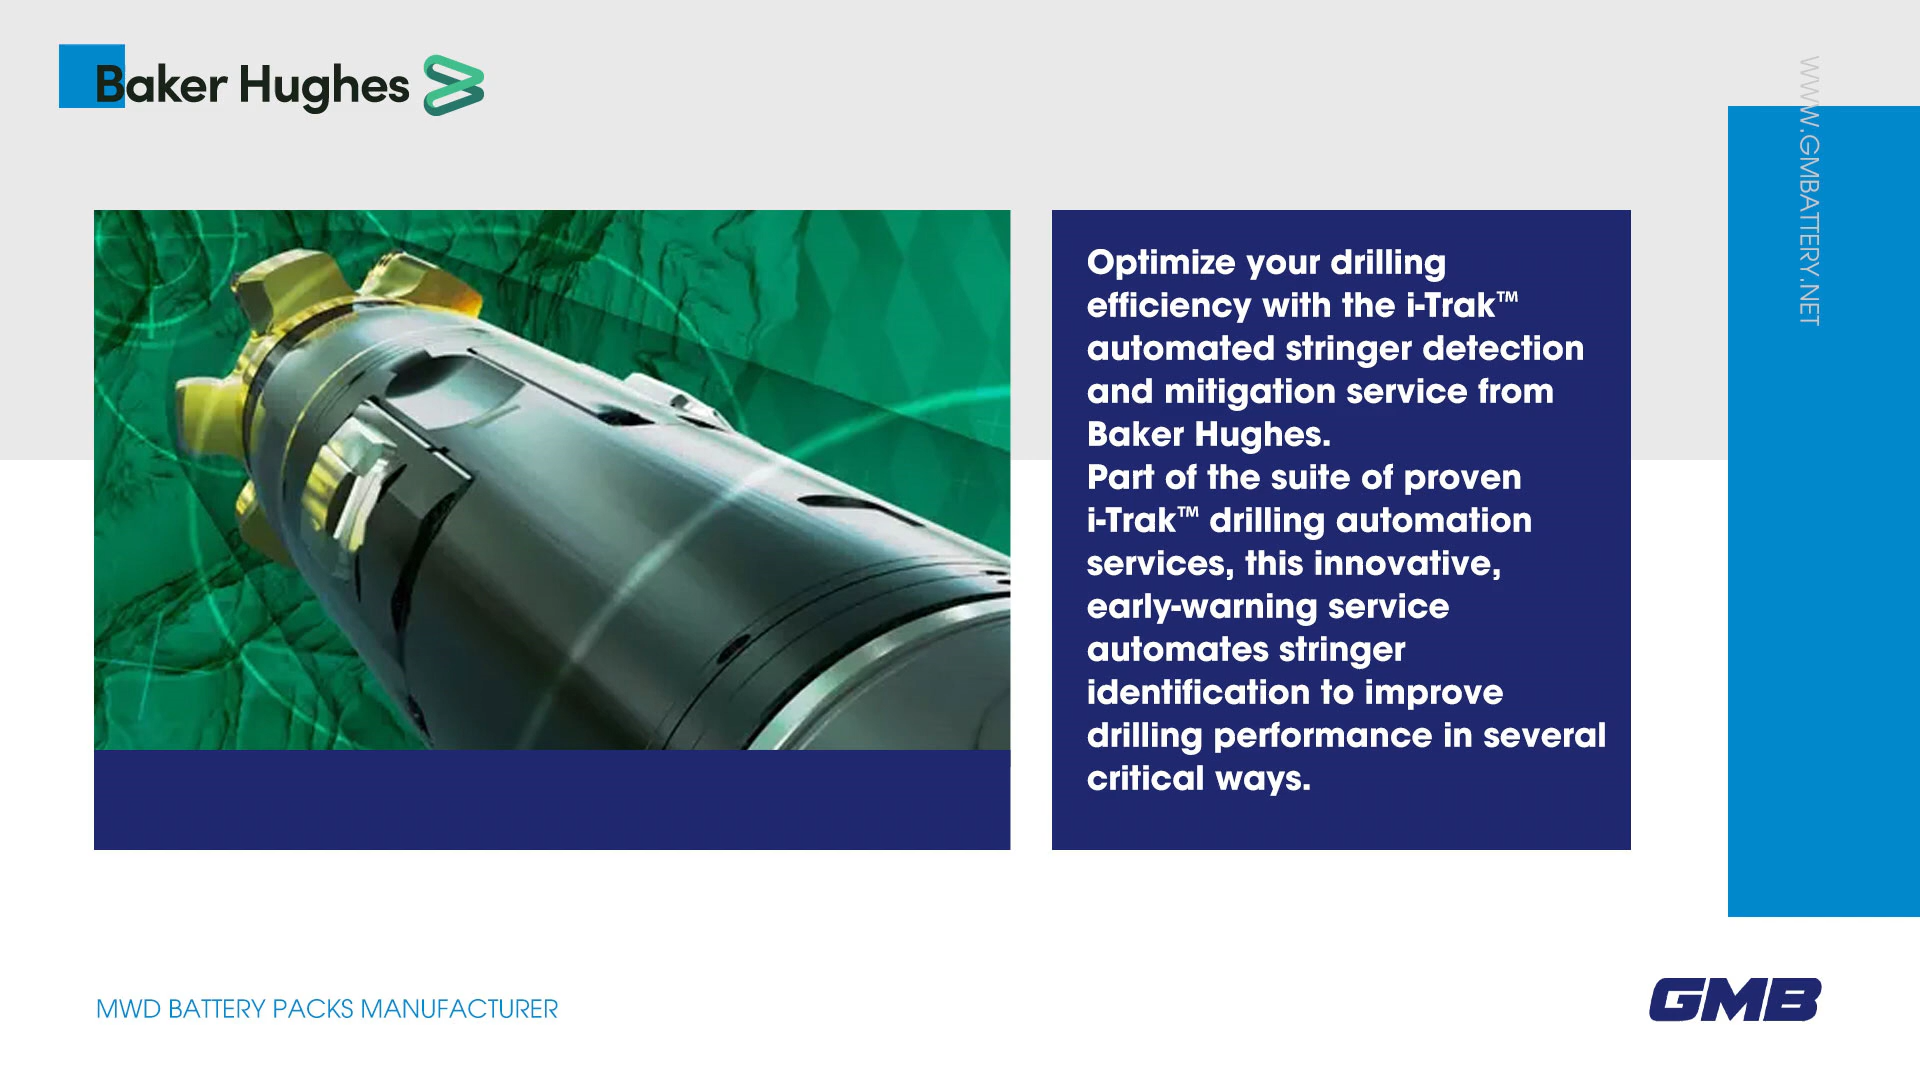 Baker Hughes
WWW.GMBATTERY.NET
Optimize your drilling
efficiency with the i-Trak™
automated stringer detection
and mitigation service from
Baker Hughes.
Part of the suite of proven
i-Trak™ drilling automation
services, this innovative,
early-warning service
automates stringer
identification to improve
drilling performance in several
critical ways.
MWD BATTERY PACKS MANUFACTURER
GMB